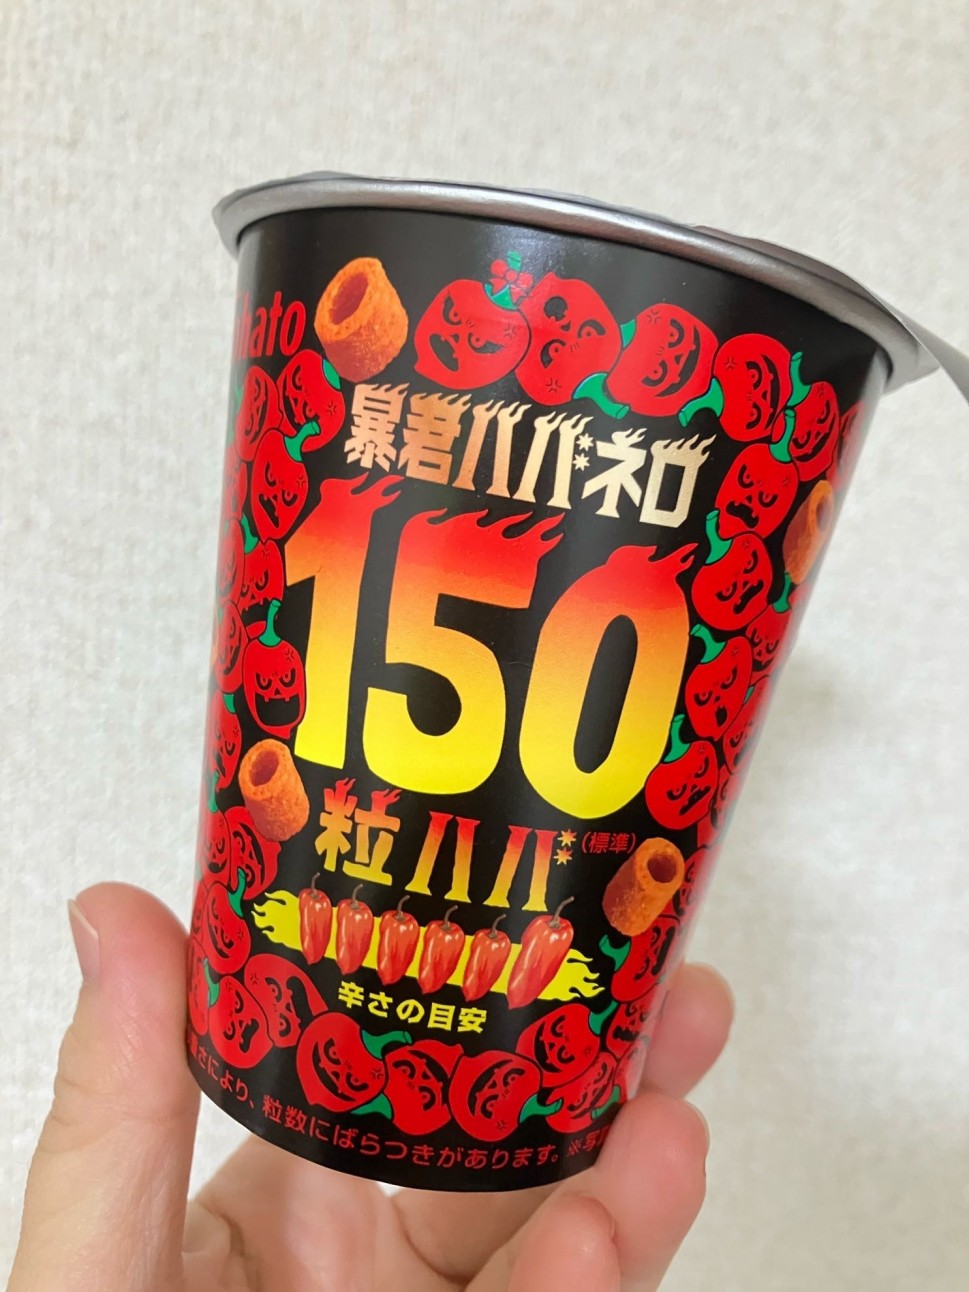 hato
暴君ハバネロ
150
粒ハバ(標準)
辛さの目安
さにより、粒数にばらつきがあります。※写